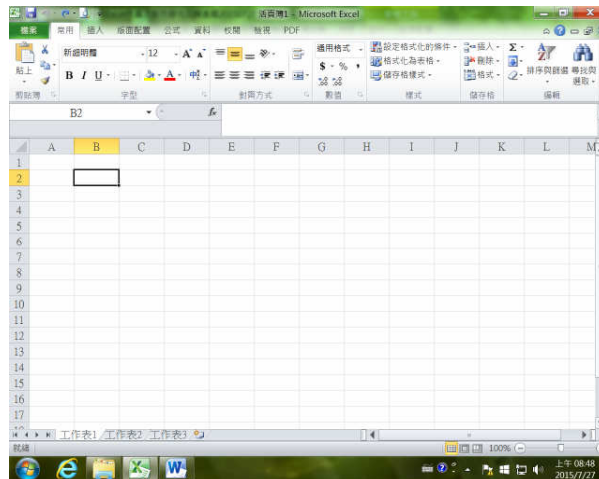 活頁簿1 - Microsoft Excel
檔案 常用 插入 版面配置 公式 資料 校閱 檢視 PDF
貼上
新細明體 12 A A
B I U A 中
通用格式
$ % ,
.00 .00
設定格式化的條件
格式化為表格
儲存格樣式
插入
刪除
格式
Σ
排序與篩選 尋找與
選取
剪貼簿 字型 對齊方式 數值 樣式 儲存格 編輯
B2 fx
A B C D E F G H I J K L M
1
2
3
4
5
6
7
8
9
10
11
12
13
14
15
16
17
工作表1 工作表2 工作表3
就緒 100%
上午 08:48
2015/7/27